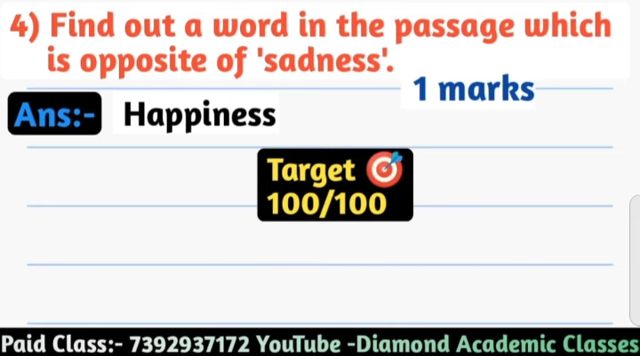 4) Find out a word in the passage which
is opposite of 'sadness'.
1 marks
Ans:- Happiness
Target 🎯
100/100
Paid Class:- 7392937172 YouTube -Diamond Academic Classes